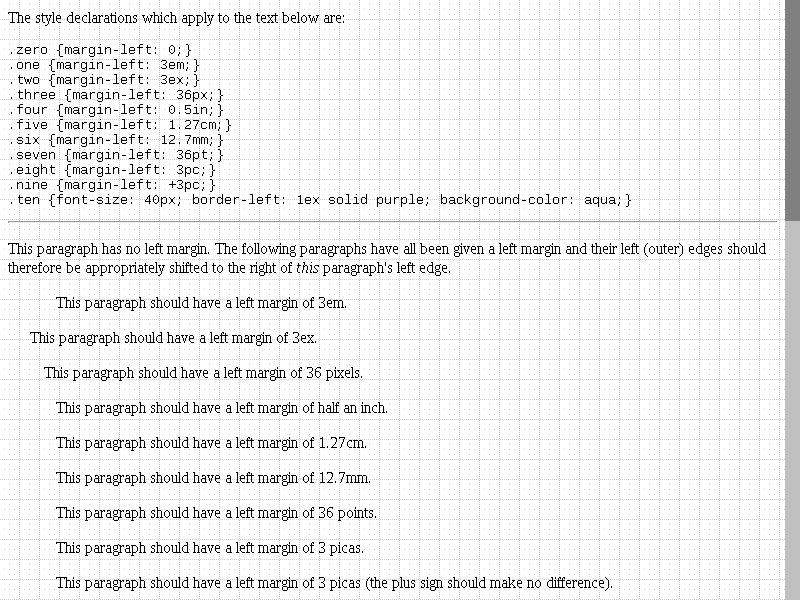 The style declarations which apply to the text below are:
.zero {margin-left: 0;}
.one {margin-left: 3em;}
.two {margin-left: 3ex;}
.three {margin-left: 36px;}
.four {margin-left: 0.5in;}
.five {margin-left: 1.27cm;}
.six {margin-left: 12.7mm;}
.seven {margin-left: 36pt;}
.eight {margin-left: 3pc;}
.nine {margin-left: +3pc;}
.ten {font-size: 40px; border-left: 1ex solid purple; background-color: aqua;}
This paragraph has no left margin. The following paragraphs have all been given a left margin and their left (outer) edges should
therefore be appropriately shifted to the right of this paragraph's left edge.
This paragraph should have a left margin of 3em.
This paragraph should have a left margin of 3ex.
This paragraph should have a left margin of 36 pixels.
This paragraph should have a left margin of half an inch.
This paragraph should have a left margin of 1.27cm.
This paragraph should have a left margin of 12.7mm.
This paragraph should have a left margin of 36 points.
This paragraph should have a left margin of 3 picas.
This paragraph should have a left margin of 3 picas (the plus sign should make no difference).